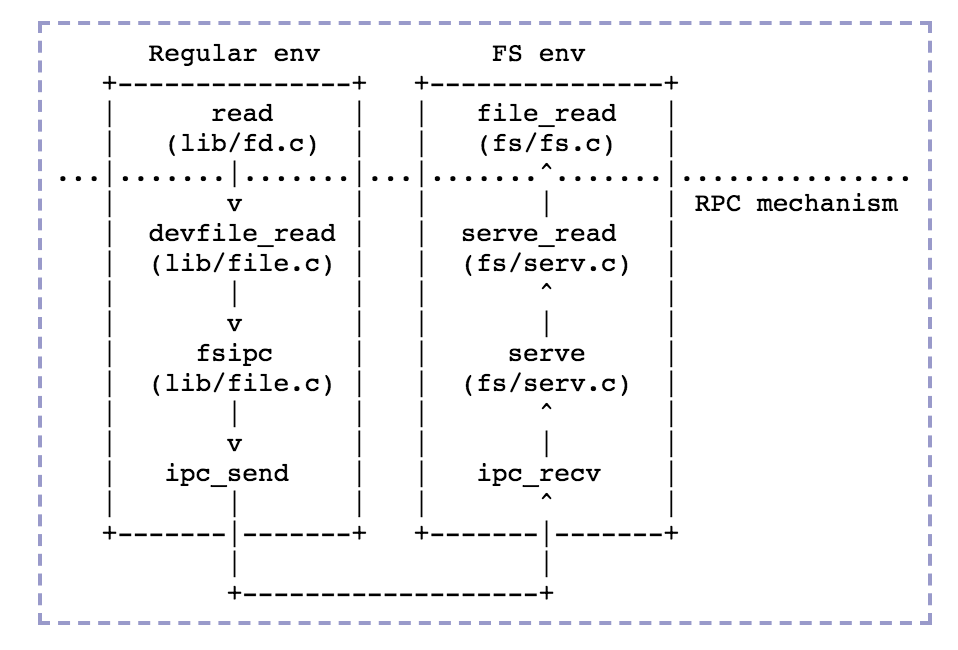 Regular env           FS env
   +---------------+   +---------------+
   |      read     |   |   file_read   |
   |   (lib/fd.c)  |   |   (fs/fs.c)   |
...|.......|.......|...|.......^.......|...............
   |       v       |   |       |       | RPC mechanism
   |  devfile_read |   |  serve_read   |
   |  (lib/file.c) |   |  (fs/serv.c)  |
   |       |       |   |       ^       |
   |       v       |   |       |       |
   |     fsipc     |   |     serve     |
   |  (lib/file.c) |   |  (fs/serv.c)  |
   |       |       |   |       ^       |
   |       v       |   |       |       |
   |   ipc_send    |   |   ipc_recv    |
   |       |       |   |       ^       |
   +-------|-------+   +-------|-------+
           |                   |
           +-------------------+